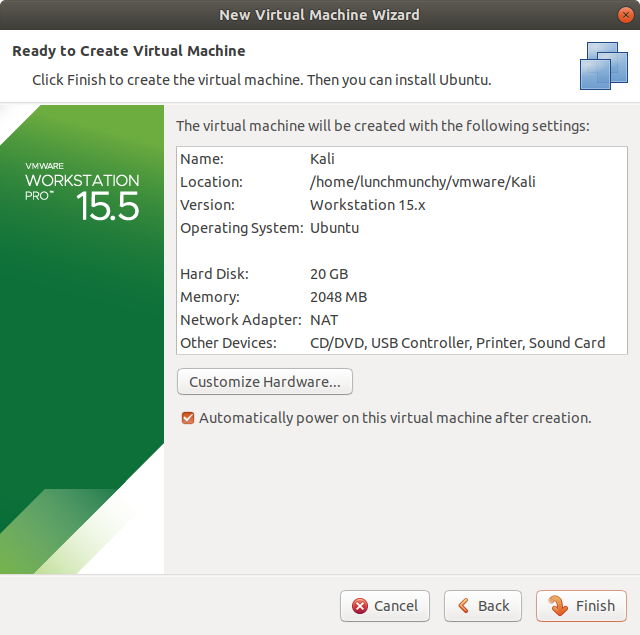 New Virtual Machine Wizard
Ready to Create Virtual Machine
Click Finish to create the virtual machine. Then you can install Ubuntu.
VMWARE
WORKSTATION
PRO™ 15.5
The virtual machine will be created with the following settings:
Name: Kali
Location: /home/lunchmunchy/vmware/Kali
Version: Workstation 15.x
Operating System: Ubuntu
Hard Disk: 20 GB
Memory: 2048 MB
Network Adapter: NAT
Other Devices: CD/DVD, USB Controller, Printer, Sound Card
Customize Hardware...
Automatically power on this virtual machine after creation.
Cancel Back Finish